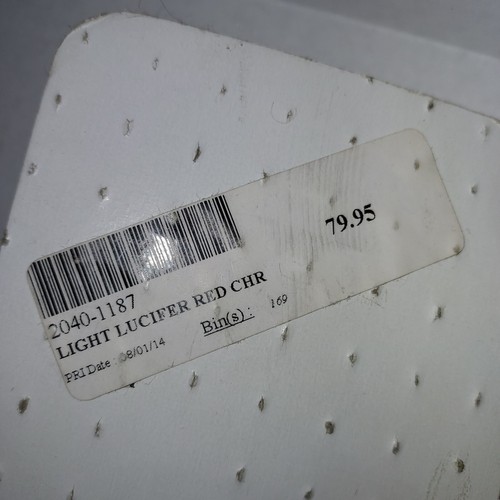 79.95
2040-1187
LIGHT LUCIFER RED CHR
PRI Date : 08/01/14 Bin(s) : 169